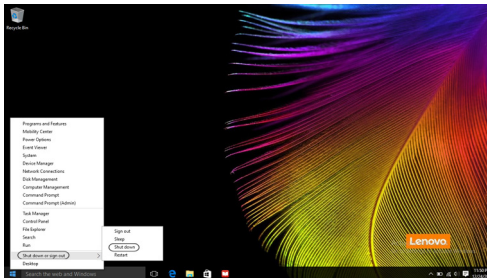 Recycle Bin
Programs and Features
Mobility Center
Power Options
Event Viewer
System
Device Manager
Network Connections
Disk Management
Computer Management
Command Prompt
Command Prompt (Admin)
Task Manager
Control Panel
File Explorer
Search
Run
Shut down or sign out
Desktop
Sign out
Sleep
Shut down
Restart
Lenovo
Search the web and Windows